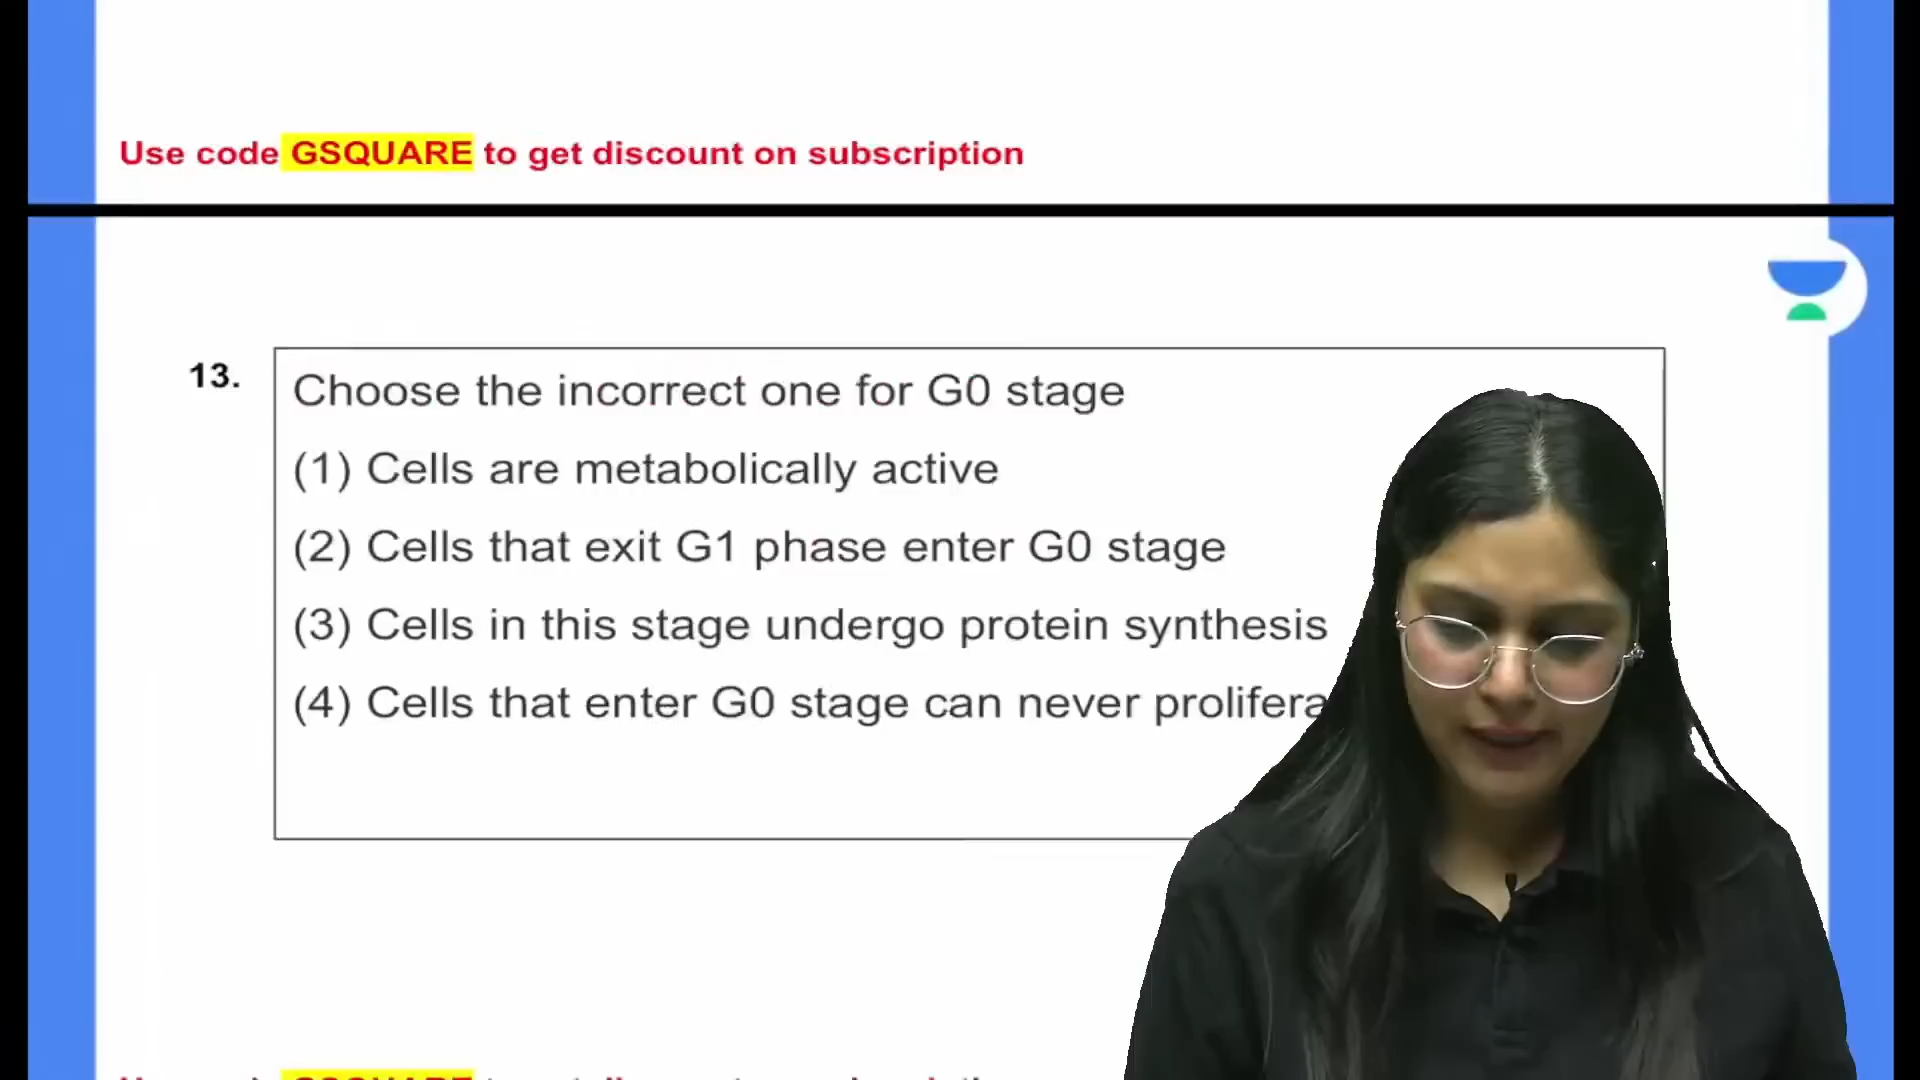 Use code GSQUARE to get discount on subscription
13.
Choose the incorrect one for G0 stage
(1) Cells are metabolically active
(2) Cells that exit G1 phase enter G0 stage
(3) Cells in this stage undergo protein synthesis
(4) Cells that enter G0 stage can never